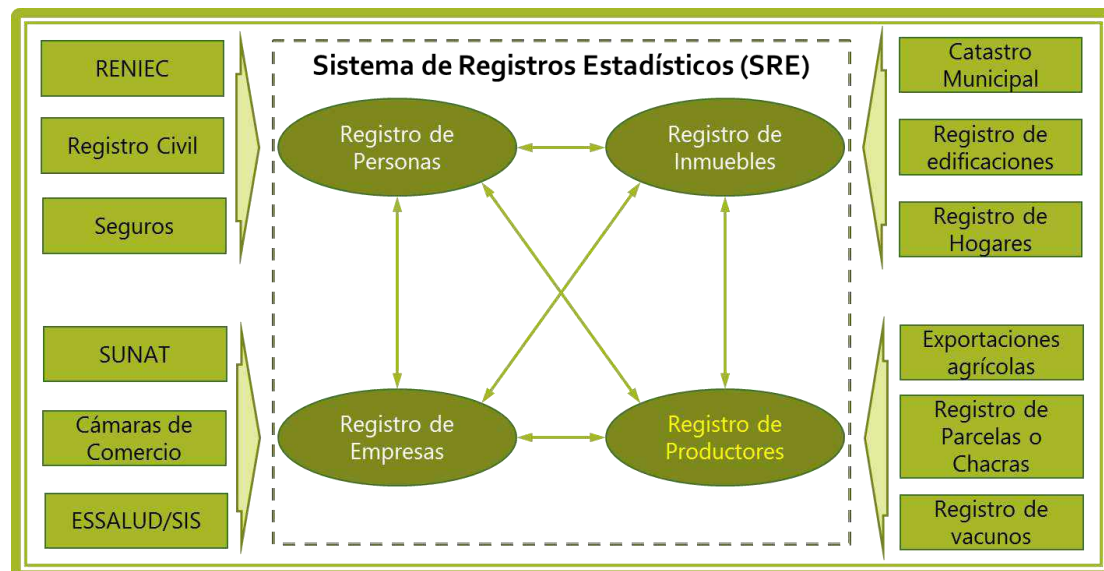 Sistema de Registros Estadísticos (SRE)
RENIEC
Registro Civil
Seguros
SUNAT
Cámaras de
Comercio
ESSALUD/SIS
Registro de
Personas
Registro de
Inmuebles
Registro de
Empresas
Registro de
Productores
Catastro
Municipal
Registro de
edificaciones
Registro de
Hogares
Exportaciones
agrícolas
Registro de
Parcelas o
Chacras
Registro de
vacunos